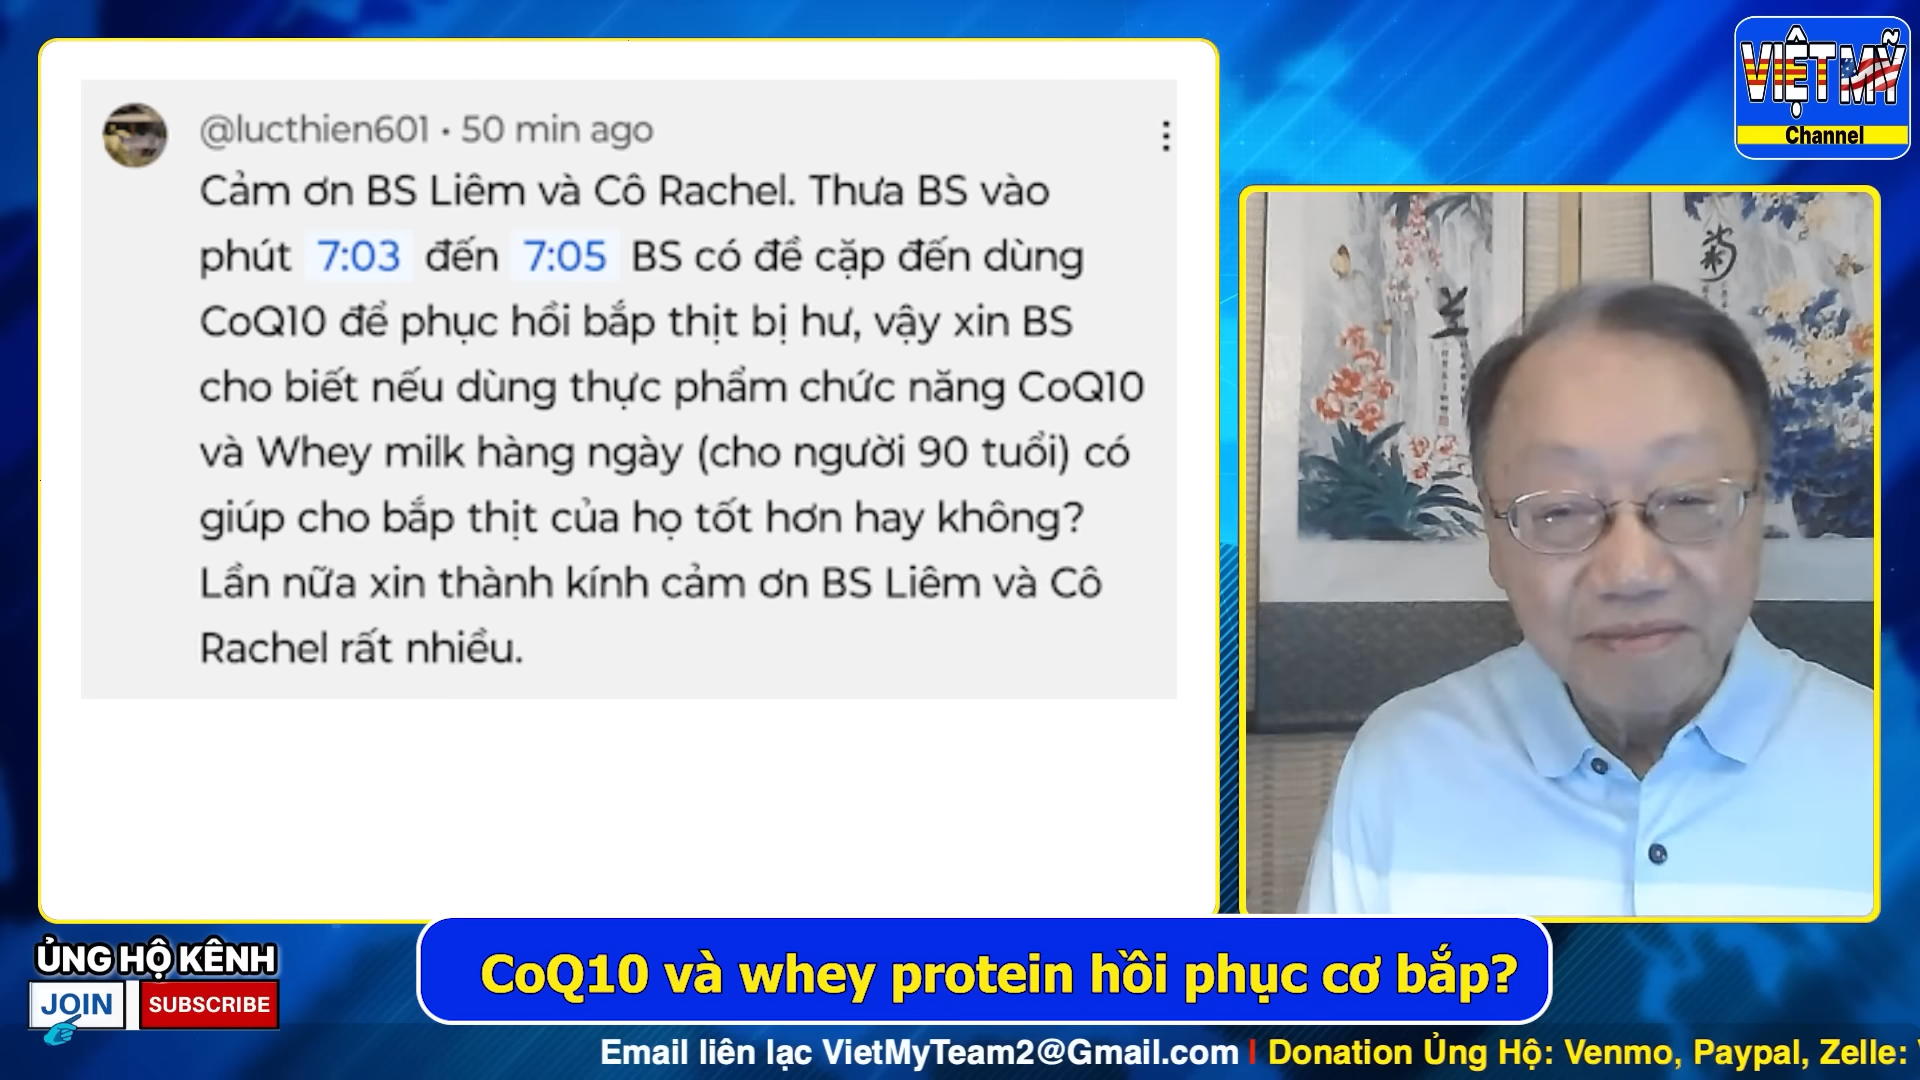 @lucthien601 • 50 min ago
Cảm ơn BS Liêm và Cô Rachel. Thưa BS vào
phút 7:03 đến 7:05 BS có đề cặp đến dùng
CoQ10 để phục hồi bắp thịt bị hư, vậy xin BS
cho biết nếu dùng thực phẩm chức năng CoQ10
và Whey milk hàng ngày (cho người 90 tuổi) có
giúp cho bắp thịt của họ tốt hơn hay không?
Lần nữa xin thành kính cảm ơn BS Liêm và Cô
Rachel rất nhiều.
VIỆT MỸ
Channel
菊
ỦNG HỘ KÊNH
JOIN
SUBSCRIBE
CoQ10 và whey protein hồi phục cơ bắp?
Email liên lạc VietMyTeam2@Gmail.com | Donation Ủng Hộ: Venmo, Paypal, Zelle: